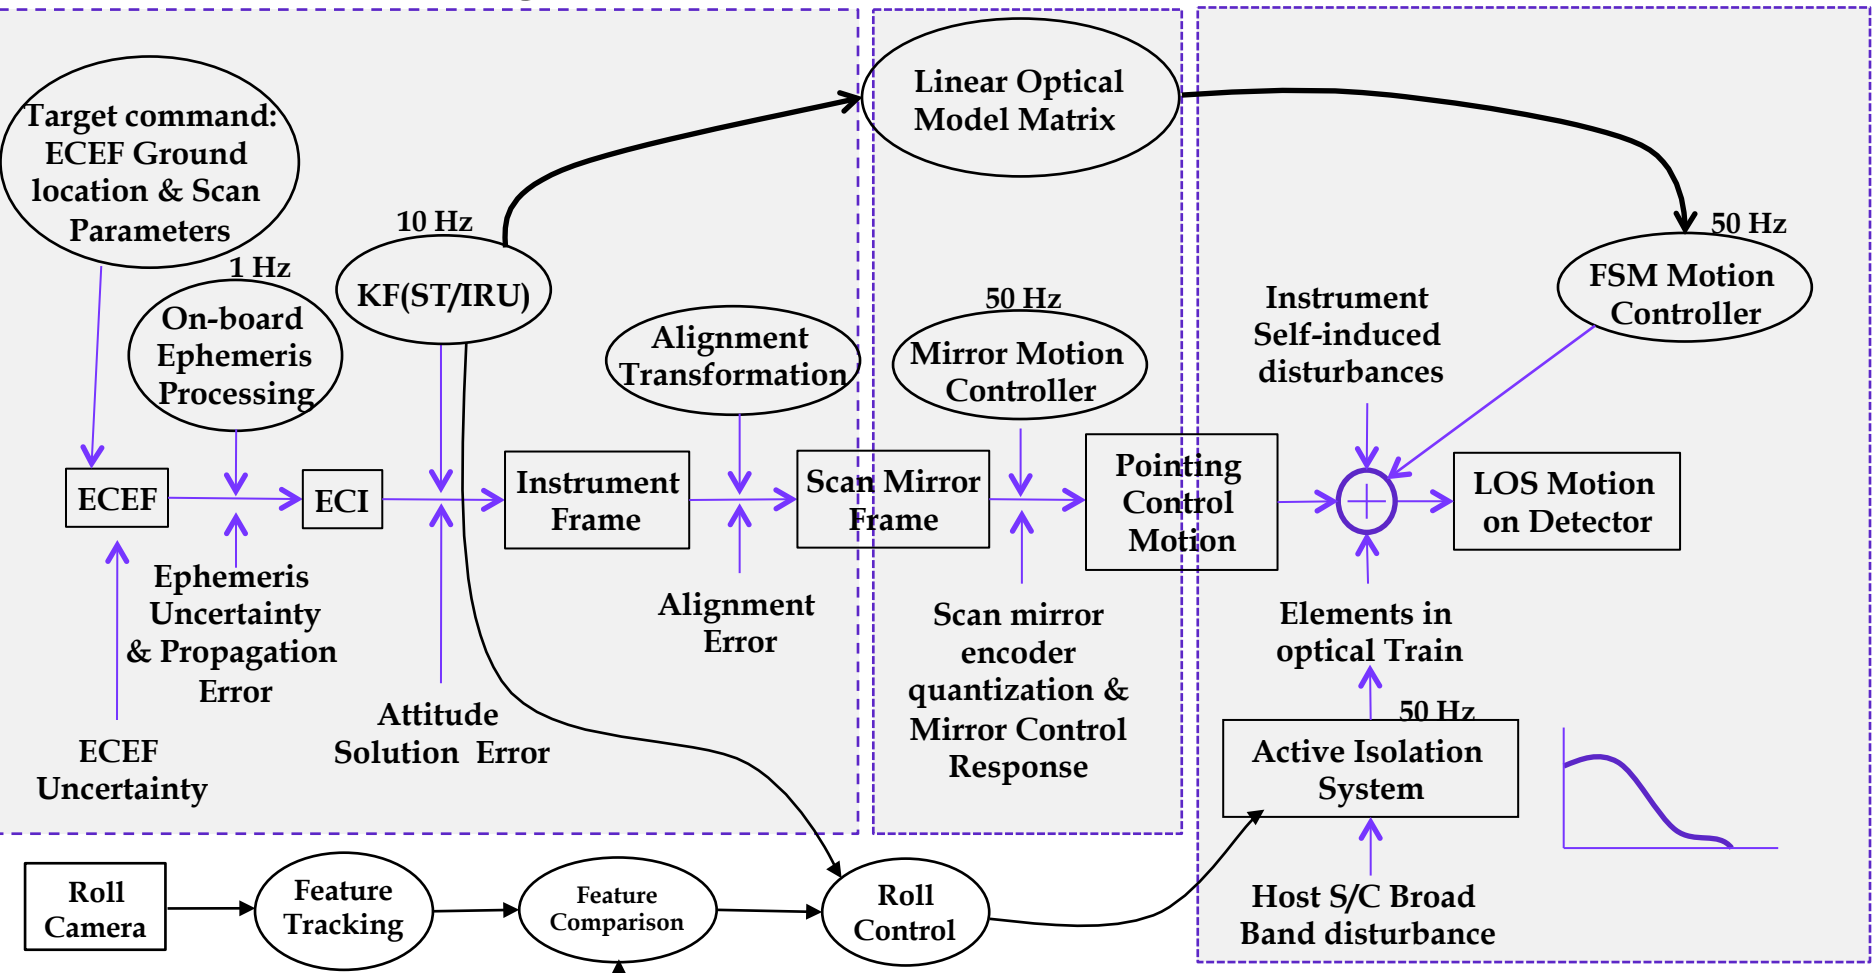 Target command:
ECEF Ground
location & Scan
Parameters
1 Hz
On-board
Ephemeris
Processing
10 Hz
KF(ST/IRU)
Alignment
Transformation
Linear Optical
Model Matrix
50 Hz
Mirror Motion
Controller
Instrument
Self-induced
disturbances
50 Hz
FSM Motion
Controller
ECEF
ECI
Instrument
Frame
Scan Mirror
Frame
Pointing
Control
Motion
LOS Motion
on Detector
Ephemeris
Uncertainty
& Propagation
Error
ECEF
Uncertainty
Attitude
Solution Error
Alignment
Error
Scan mirror
encoder
quantization &
Mirror Control
Response
Elements in
optical Train
50 Hz
Active Isolation
System
Host S/C Broad
Band disturbance
Roll
Camera
Feature
Tracking
Feature
Comparison
Roll
Control